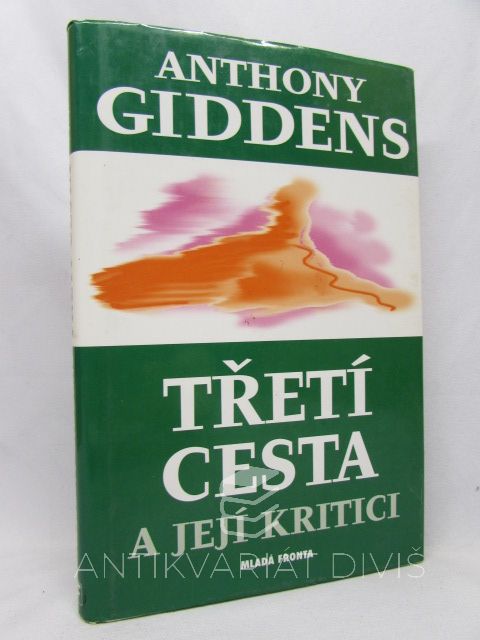 ANTHONY
GIDDENS
TŘETÍ
CESTA
A JEJÍ KRITICI
MLADÁ FRONTA
ANTIKVARIÁT DIVIŠ